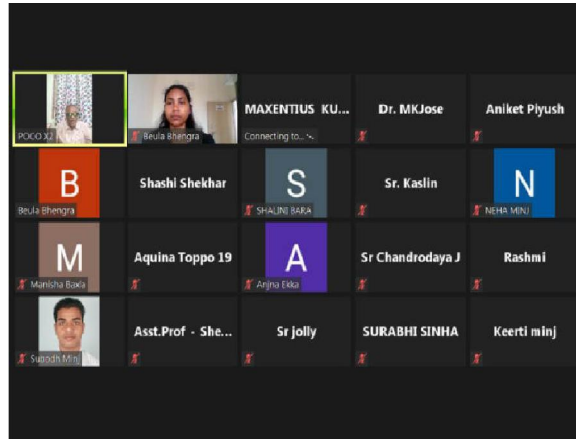 POCO X2
Beula Bhengra
MAXENTIUS KU...
Connecting to...
Dr. MKJose
Aniket Piyush
B
Beula Bhengra
Shashi Shekhar
S
SHALINI BARA
Sr. Kaslin
N
NEHA MINJ
M
Manisha Baxla
Aquina Toppo 19
A
Anjna Ekka
Sr Chandrodaya J
Rashmi
Subodh Minj
Asst.Prof - She...
Sr jolly
SURABHI SINHA
Keerti minj